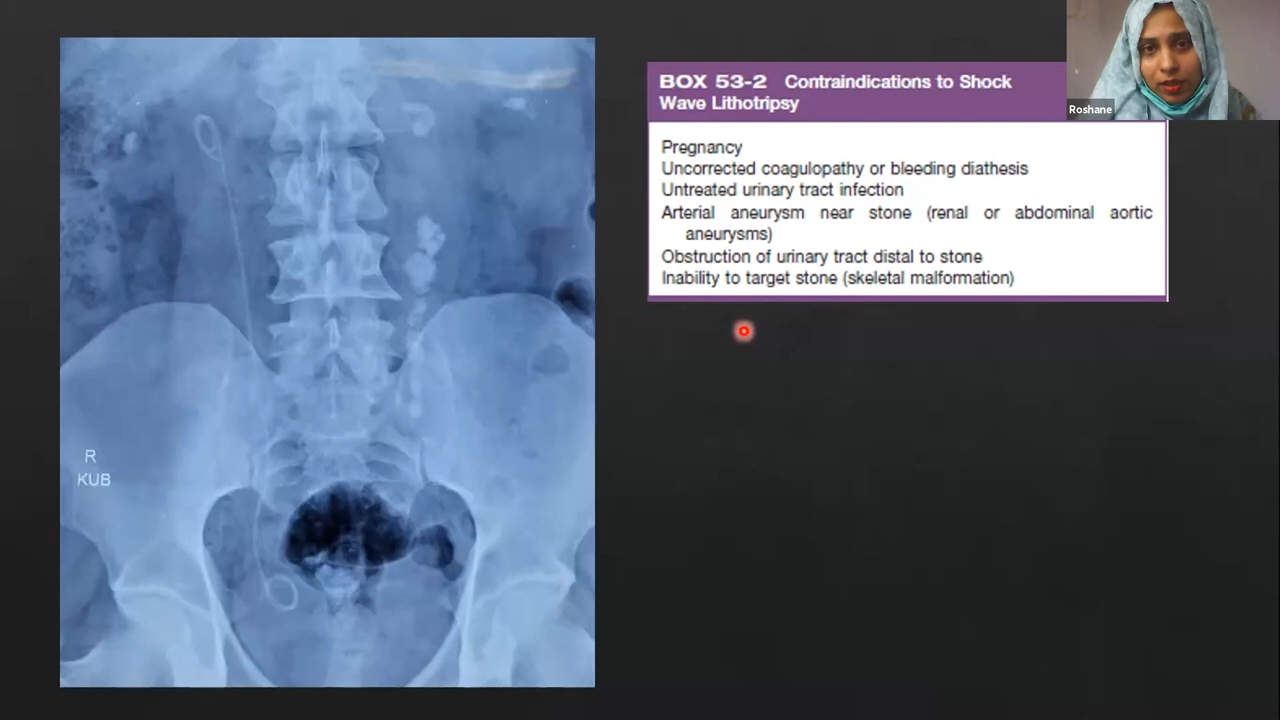 BOX 53-2 Contraindications to Shock
Wave Lithotripsy
Roshane
Pregnancy
Uncorrected coagulopathy or bleeding diathesis
Untreated urinary tract infection
Arterial aneurysm near stone (renal or abdominal aortic
aneurysms)
Obstruction of urinary tract distal to stone
Inability to target stone (skeletal malformation)
R
KUB